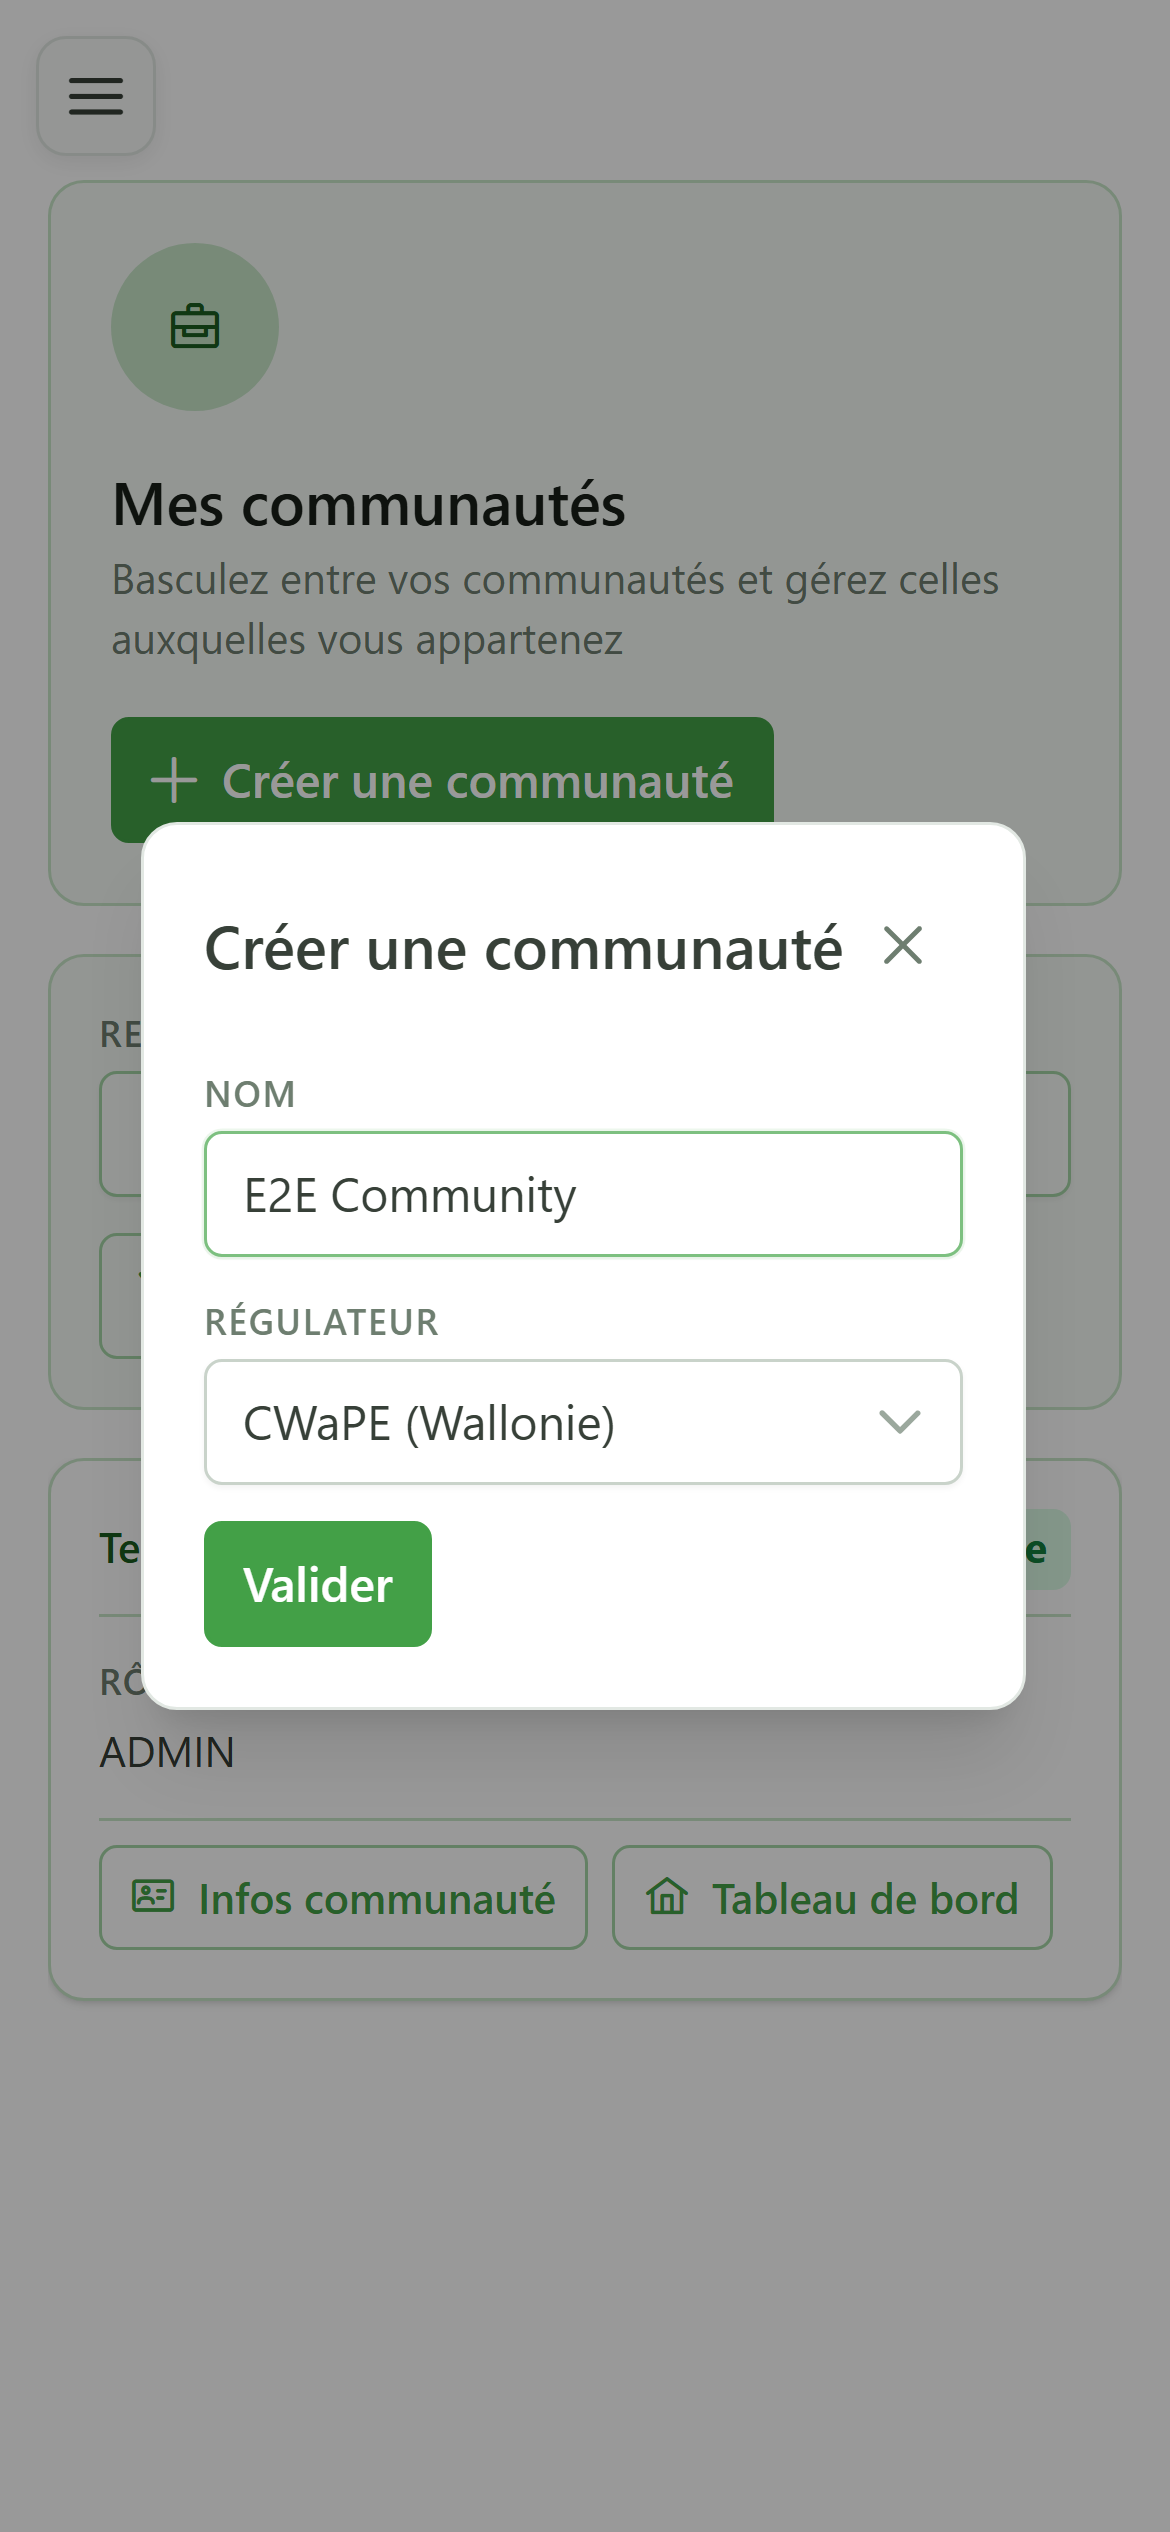 Mes communautés
Basculez entre vos communautés et gérez celles
auxquelles vous appartenez
Créer une communauté
Créer une communauté
NOM
E2E Community
RÉGULATEUR
CWaPE (Wallonie)
Valider
ADMIN
Infos communauté
Tableau de bord